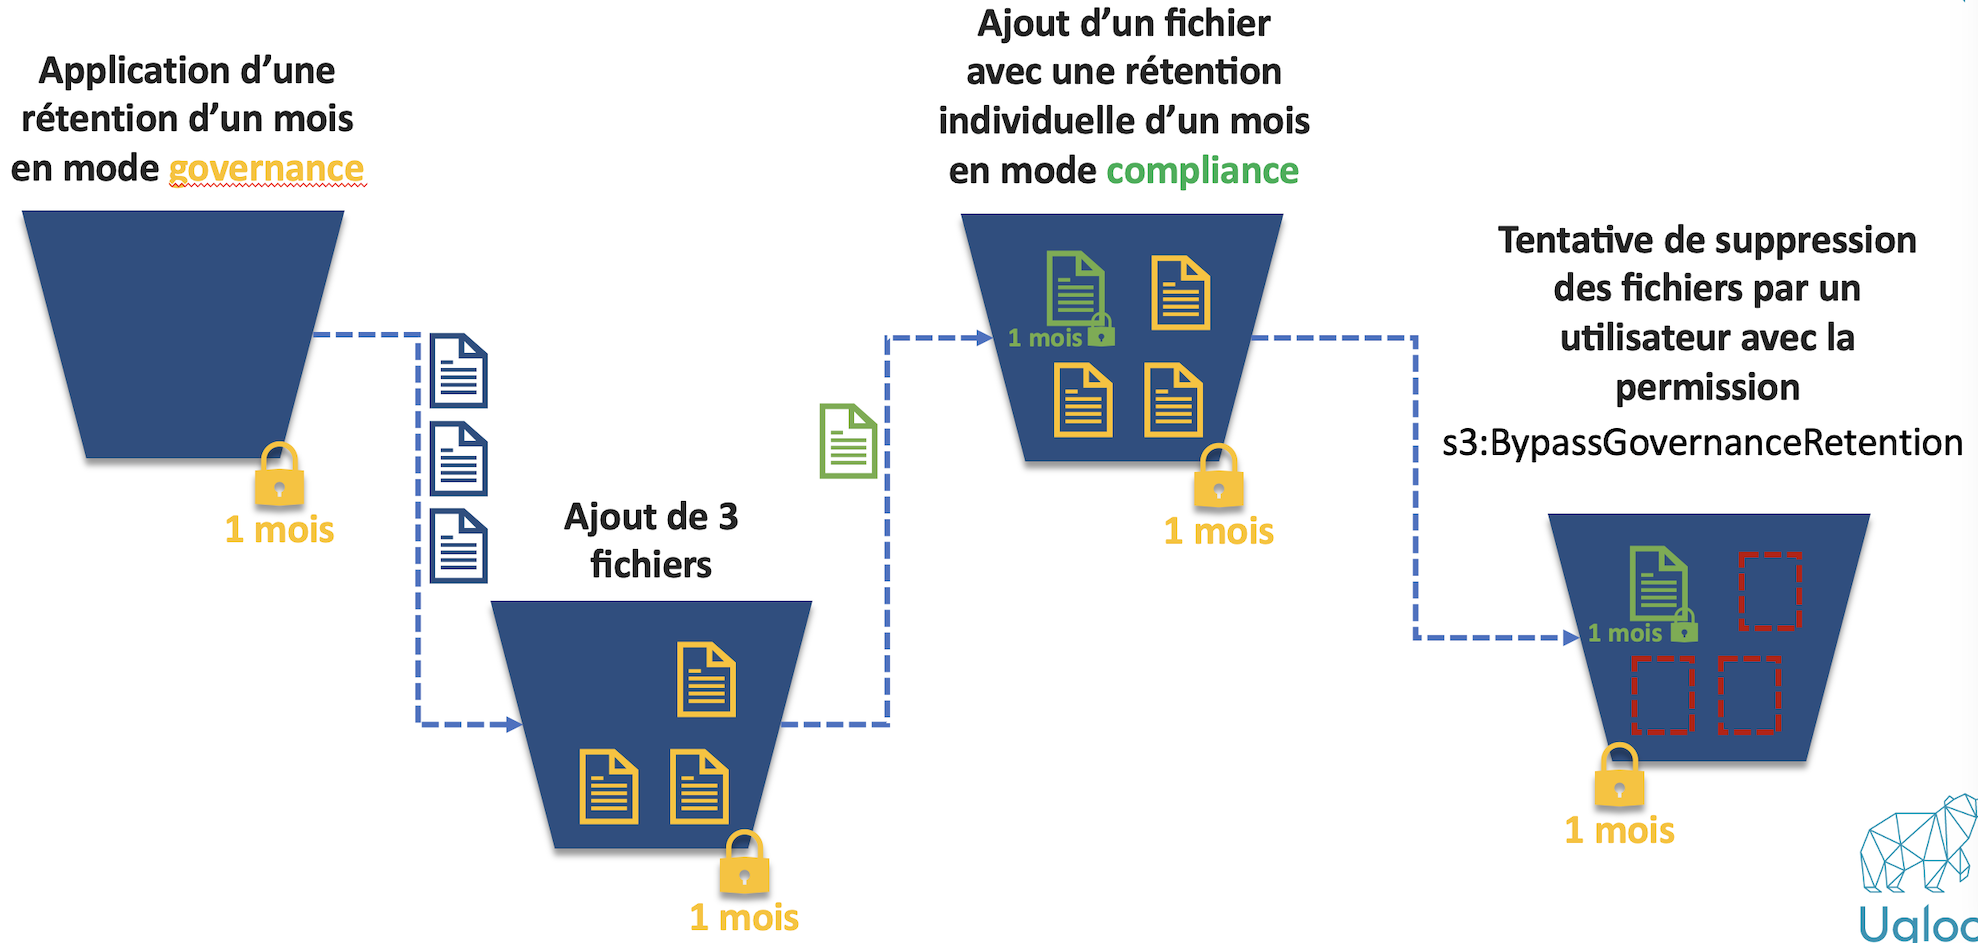 Application d’une
rétention d’un mois
en mode governance
1 mois
Ajout de 3
fichiers
1 mois
Ajout d’un fichier
avec une rétention
individuelle d’un mois
en mode compliance
1 mois
1 mois
Tentative de suppression
des fichiers par un
utilisateur avec la
permission
s3:BypassGovernanceRetention
1 mois
1 mois